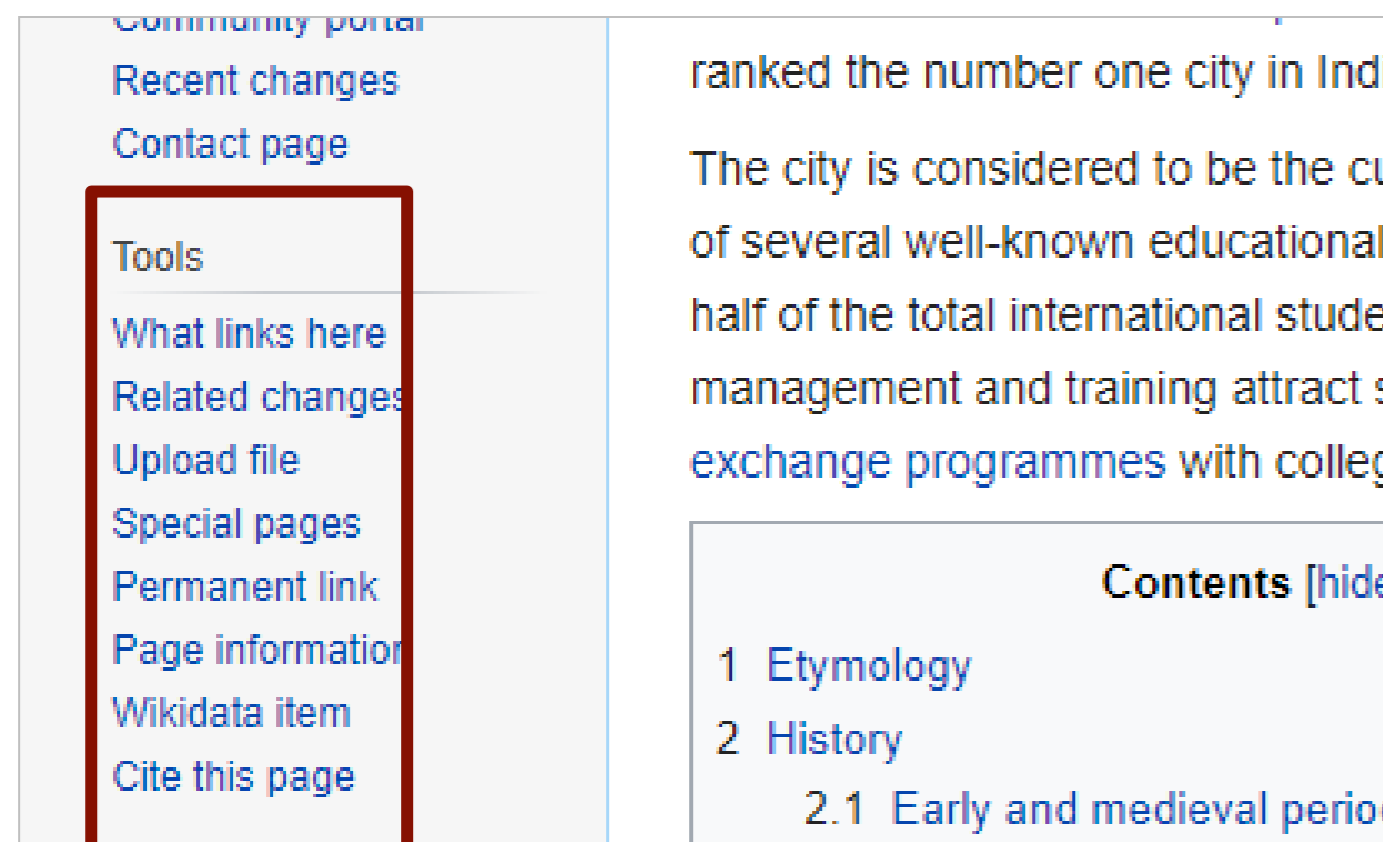 Community portal
Recent changes
Contact page
Tools
What links here
Related changes
Upload file
Special pages
Permanent link
Page information
Wikidata item
Cite this page
ranked the number one city in Ind
The city is considered to be the cu
of several well-known educational
half of the total international stude
management and training attract s
exchange programmes with colleg
Contents [hide
1 Etymology
2 History
2.1 Early and medieval perio